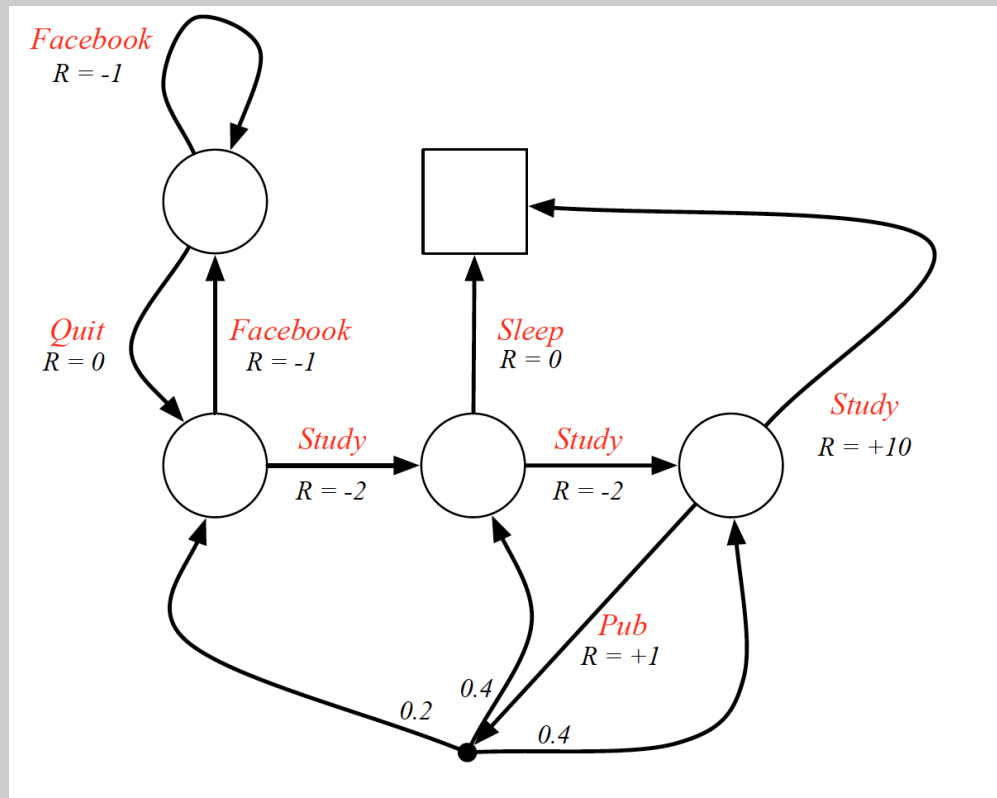 Facebook
R = -1
Quit
R = 0
Facebook
R = -1
Sleep
R = 0
Study
R = -2
Study
R = -2
Study
R = +10
Pub
R = +1
0.2
0.4
0.4